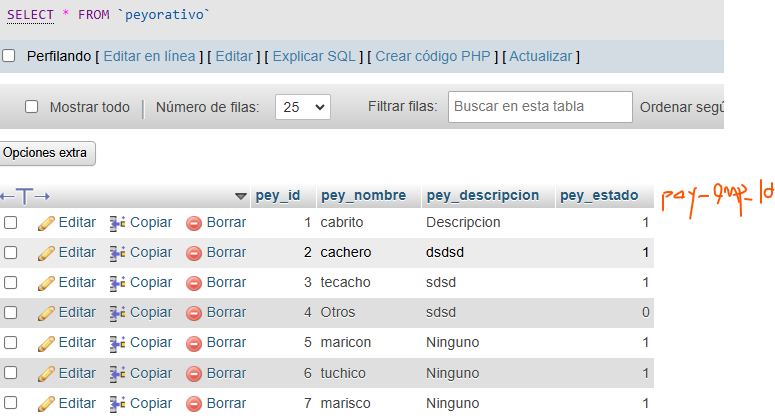 SELECT * FROM `peyorativo`
Perfilando [ Editar en línea ] [ Editar ] [ Explicar SQL ] [ Crear código PHP ] [ Actualizar ]
Mostrar todo | Número de filas: 25 Filtrar filas: Buscar en esta tabla Ordenar segú
Opciones extra
←T→ pey_id pey_nombre pey_descripcion pey_estado pey_emp_Id
Editar Copiar Borrar 1 cabrito Descripcion 1
Editar Copiar Borrar 2 cachero dsdsd 1
Editar Copiar Borrar 3 tecacho sdsd 1
Editar Copiar Borrar 4 Otros sdsd 0
Editar Copiar Borrar 5 maricon Ninguno 1
Editar Copiar Borrar 6 tuchico Ninguno 1
Editar Copiar Borrar 7 marisco Ninguno 1